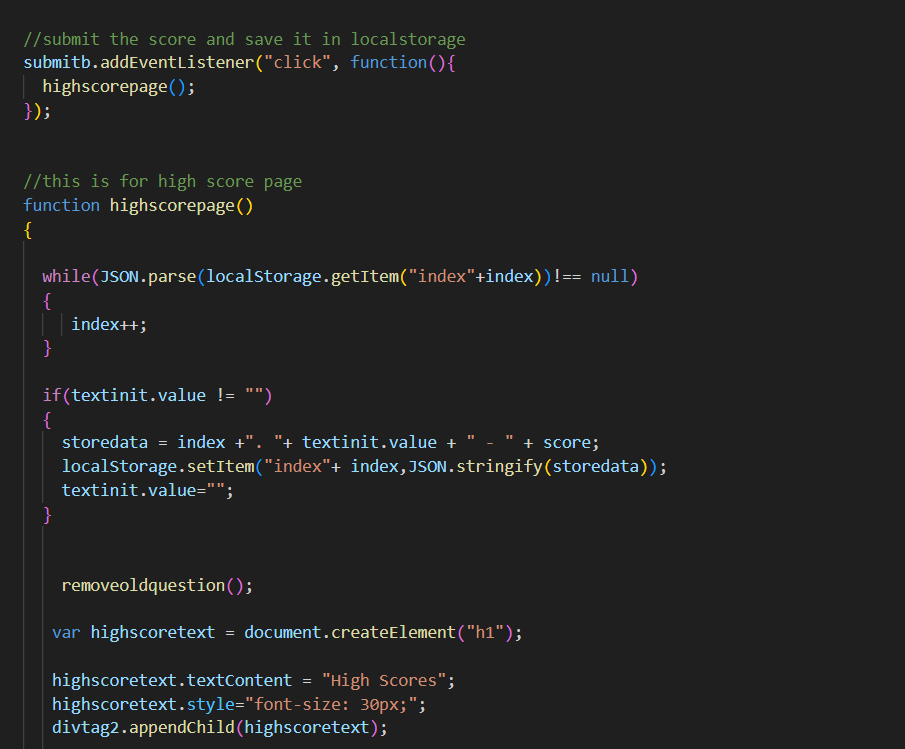 //submit the score and save it in localstorage
submitb.addEventListener("click", function(){
highscorepage();
});
//this is for high score page
function highscorepage()
{
while(JSON.parse(localStorage.getItem("index"+index))!== null)
{
index++;
}
if(textinit.value != "")
{
storedata = index +". "+ textinit.value + " - " + score;
localStorage.setItem("index"+ index,JSON.stringify(storedata));
textinit.value="";
}
removeoldquestion();
var highscoretext = document.createElement("h1");
highscoretext.textContent = "High Scores";
highscoretext.style="font-size: 30px;";
divtag2.appendChild(highscoretext);